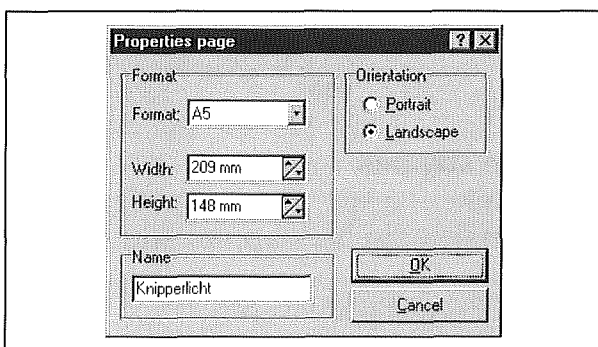 Properties page
Format
Format: A5
Width: 209 mm
Height: 148 mm
Orientation
Portrait
Landscape
Name
Knipperlicht
OK
Cancel